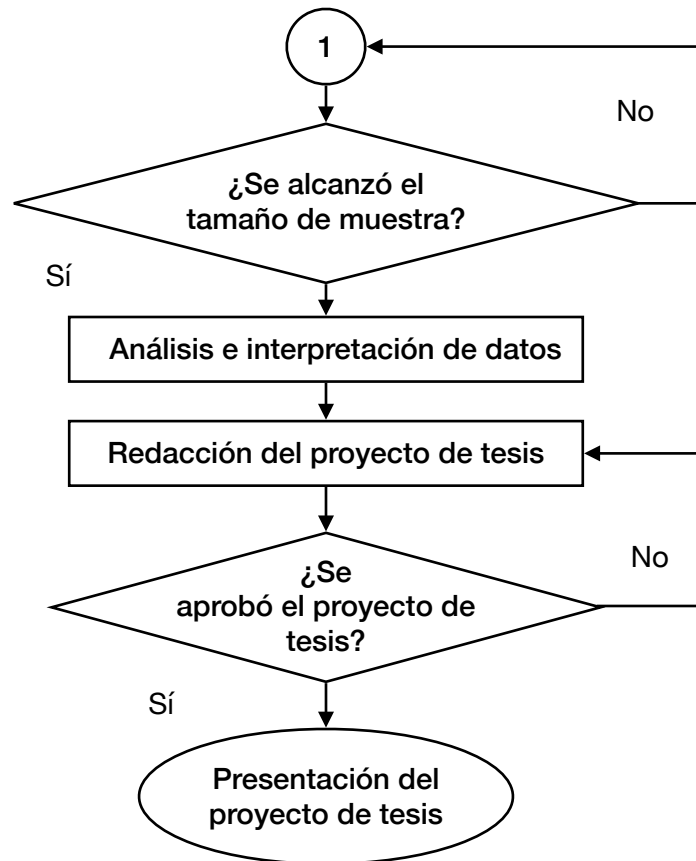 1
No
¿Se alcanzó el
tamaño de muestra?
Sí
Análisis e interpretación de datos
Redacción del proyecto de tesis
No
¿Se
aprobó el proyecto de
tesis?
Sí
Presentación del
proyecto de tesis